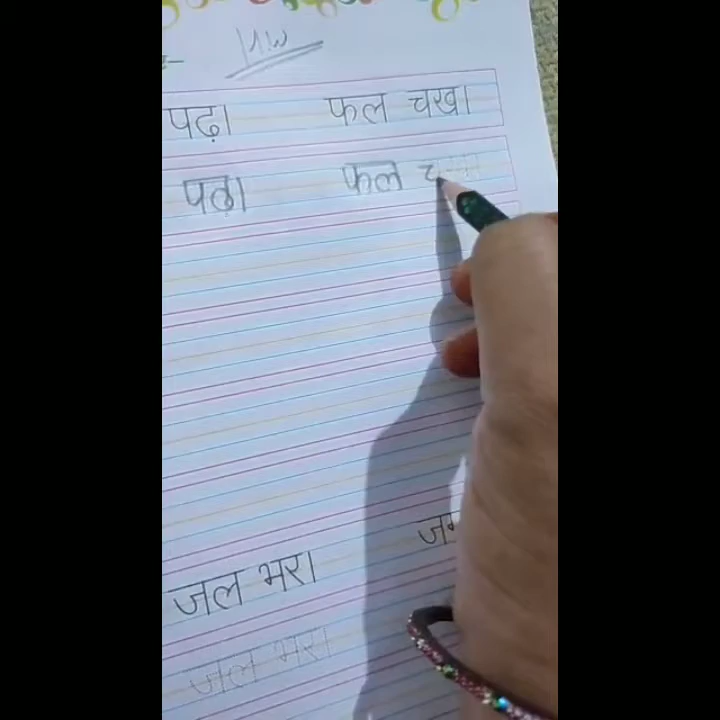 H.W
पढ़। फल चख।
पढ़। फल च
जल भर।
जल भर।